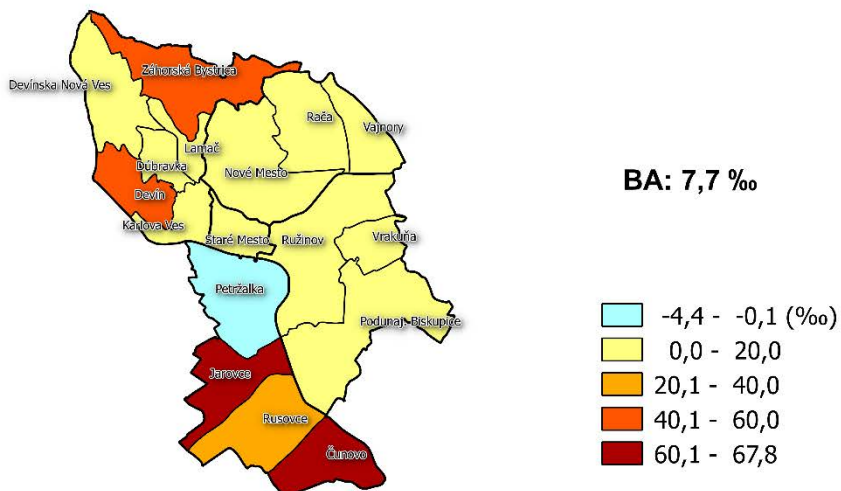 Záhorská Bystrica
Devínska Nová Ves
Rača
Vajnory
Lamač
Dúbravka
Nové Mesto
Devín
Karlova Ves
Staré Mesto
Ružinov
Vrakuňa
Petržalka
Podunaj. Biskupice
Jarovce
Rusovce
Čunovo
BA: 7,7 ‰
-4,4 - -0,1 (‰)
0,0 - 20,0
20,1 - 40,0
40,1 - 60,0
60,1 - 67,8